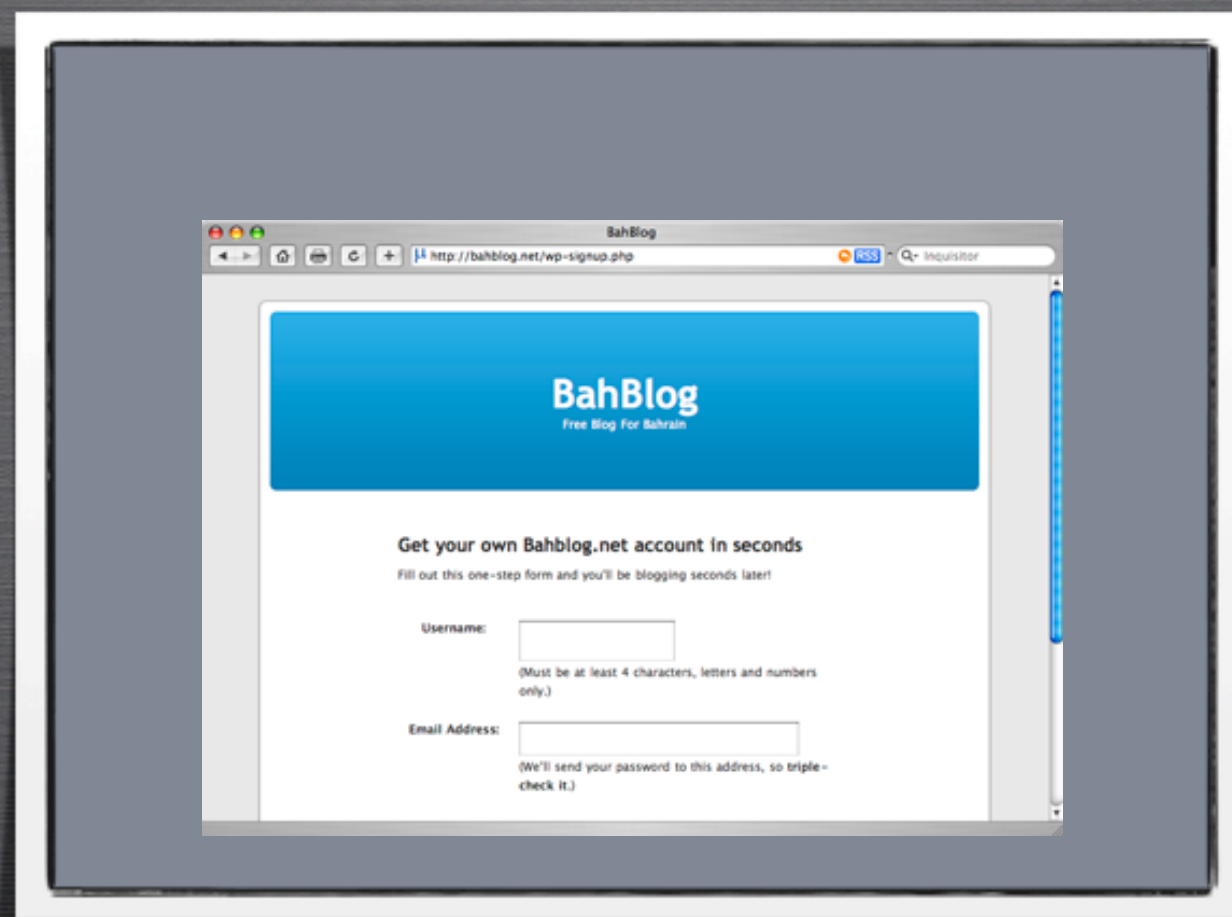 BahBlog
http://bahblog.net/wp-signup.php
RSS
Inquisitor
BahBlog
Free Blog For Bahrain
Get your own Bahblog.net account in seconds
Fill out this one-step form and you'll be blogging seconds later!
Username:
(Must be at least 4 characters, letters and numbers
only.)
Email Address:
(We'll send your password to this address, so triple-
check it.)